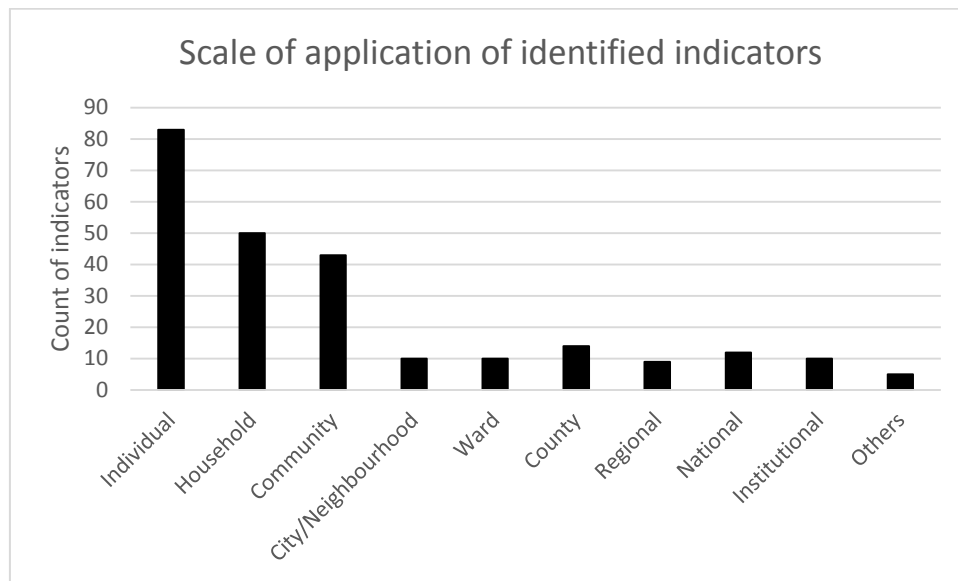 Scale of application of identified indicators
Count of indicators
90
80
70
60
50
40
30
20
10
0
Individual
Household
Community
City/Neighbourhood
Ward
County
Regional
National
Institutional
Others